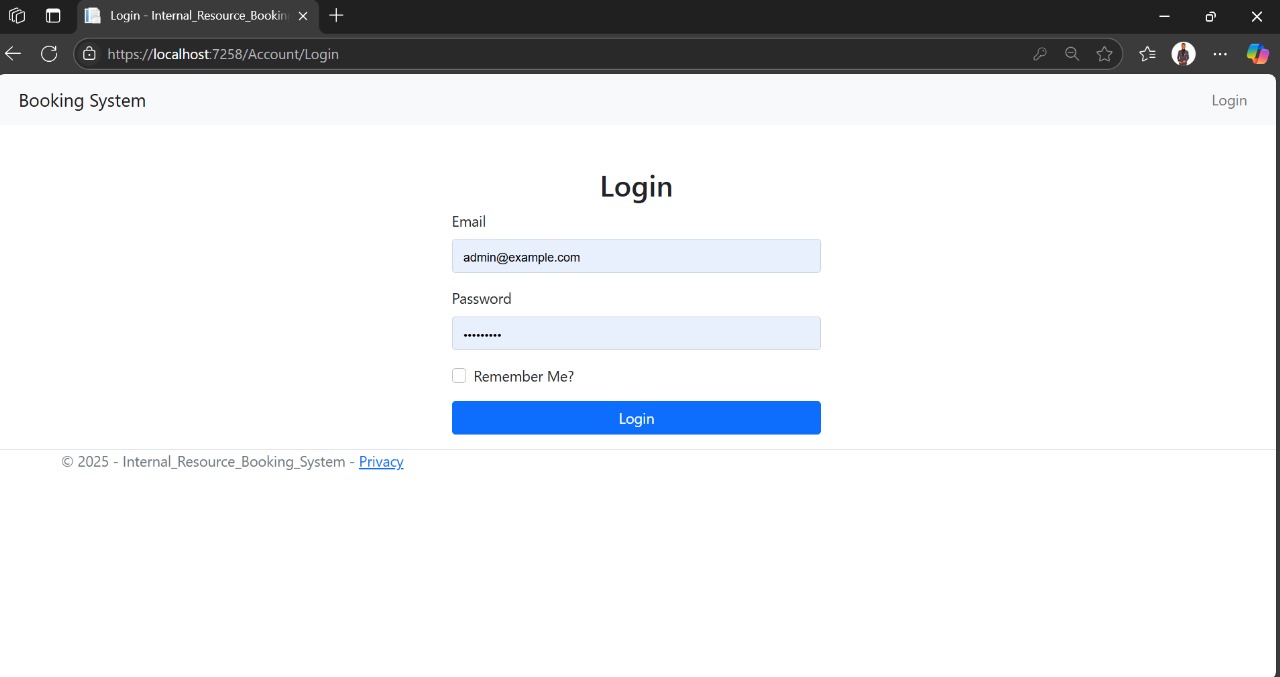 Login - Internal_Resource_Bookin
https://localhost:7258/Account/Login
Booking System
Login
Login
Email
admin@example.com
Password
•••••••••
Remember Me?
Login
© 2025 - Internal_Resource_Booking_System - Privacy